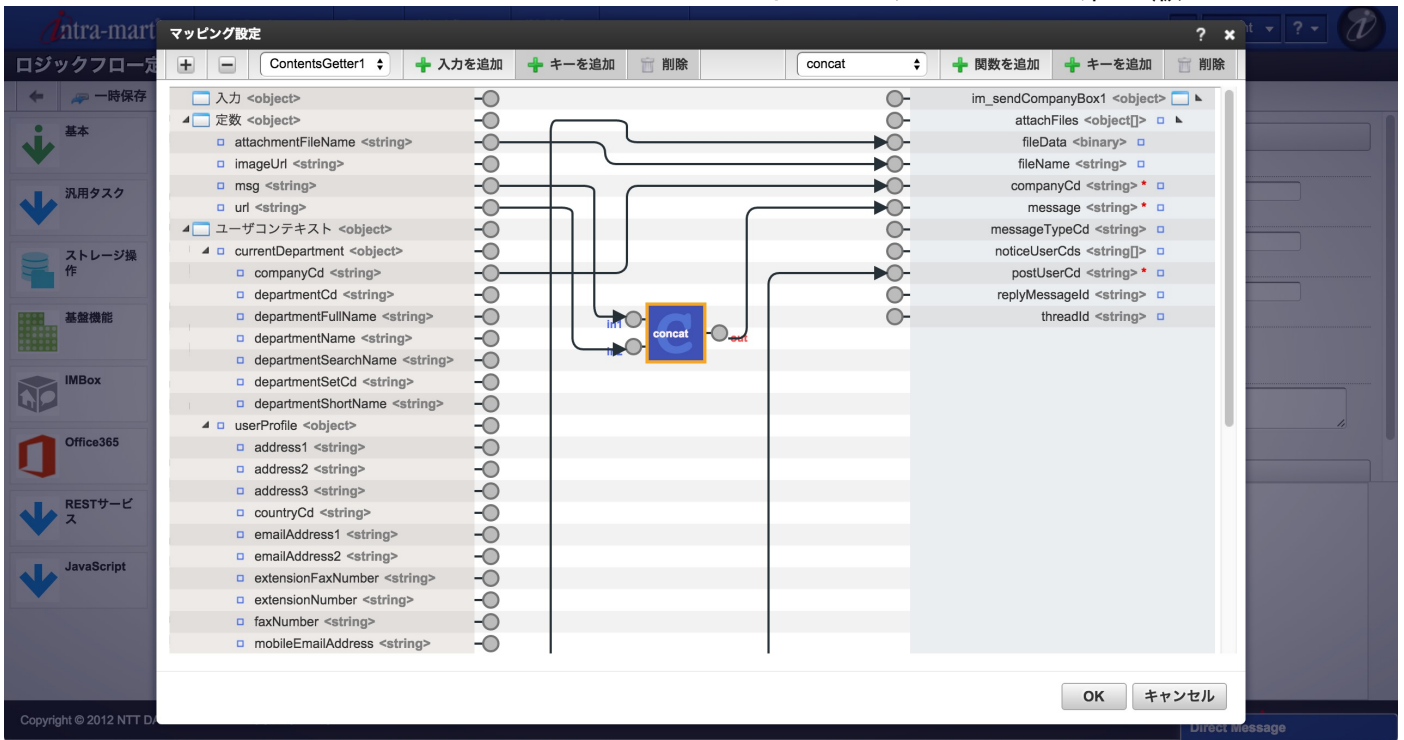 intra-mart
マッピング設定
? ×
ロジックフロー定
ContentsGetter1
入力を追加
キーを追加
削除
concat
関数を追加
キーを追加
削除
一時保存
基本
汎用タスク
ストレージ操作
基盤機能
IMBox
Office365
RESTサービス
JavaScript
入力 <object>
定数 <object>
attachmentFileName <string>
imageUrl <string>
msg <string>
url <string>
ユーザコンテキスト <object>
currentDepartment <object>
companyCd <string>
departmentCd <string>
departmentFullName <string>
departmentName <string>
departmentSearchName <string>
departmentSetCd <string>
departmentShortName <string>
userProfile <object>
address1 <string>
address2 <string>
address3 <string>
countryCd <string>
emailAddress1 <string>
emailAddress2 <string>
extensionFaxNumber <string>
extensionNumber <string>
faxNumber <string>
mobileEmailAddress <string>
in1
in2
concat
out
im_sendCompanyBox1 <object>
attachFiles <object[]>
fileData <binary>
fileName <string>
companyCd <string> *
message <string> *
messageTypeCd <string>
noticeUserCds <string[]>
postUserCd <string> *
replyMessageId <string>
threadId <string>
OK
キャンセル
Copyright © 2012 NTT DA
Direct Message